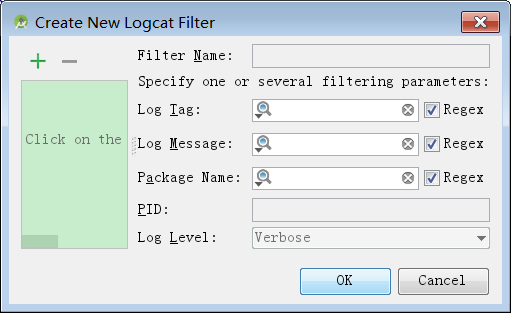 Create New Logcat Filter
Filter Name:
Specify one or several filtering parameters:
Click on the
Log Tag:
Regex
Log Message:
Regex
Package Name:
Regex
PID:
Log Level:
Verbose
OK
Cancel